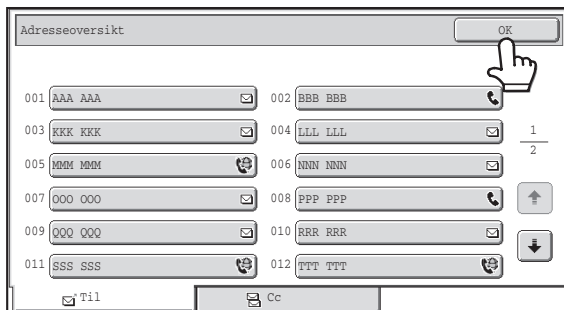 Adresseoversikt OK
001 AAA AAA 002 BBB BBB
003 KKK KKK 004 LLL LLL
1
2
005 MMM MMM 006 NNN NNN
007 OOO OOO 008 PPP PPP
009 QQQ QQQ 010 RRR RRR
011 SSS SSS 012 TTT TTT
Til Cc